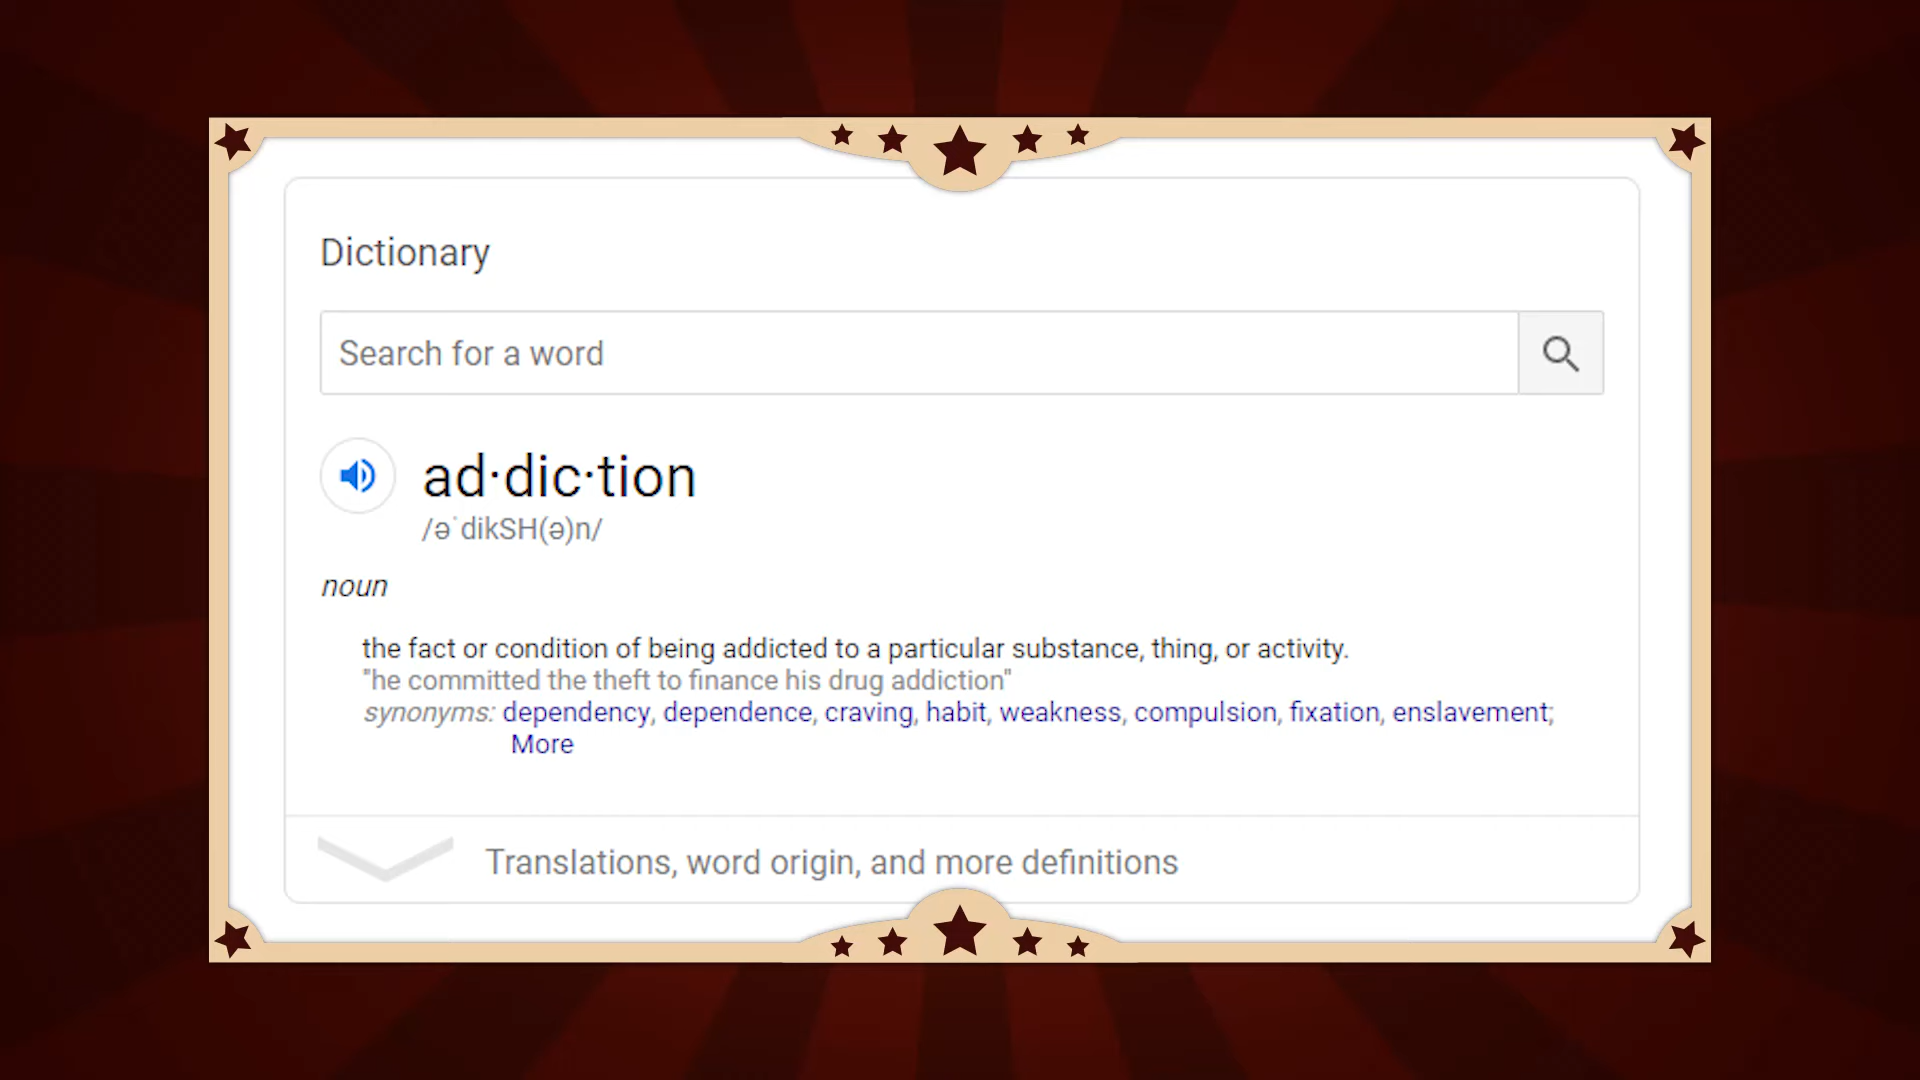 Dictionary
Search for a word
ad·dic·tion
/əˈdikSH(ə)n/
noun
the fact or condition of being addicted to a particular substance, thing, or activity.
"he committed the theft to finance his drug addiction"
synonyms: dependency, dependence, craving, habit, weakness, compulsion, fixation, enslavement;
More
Translations, word origin, and more definitions